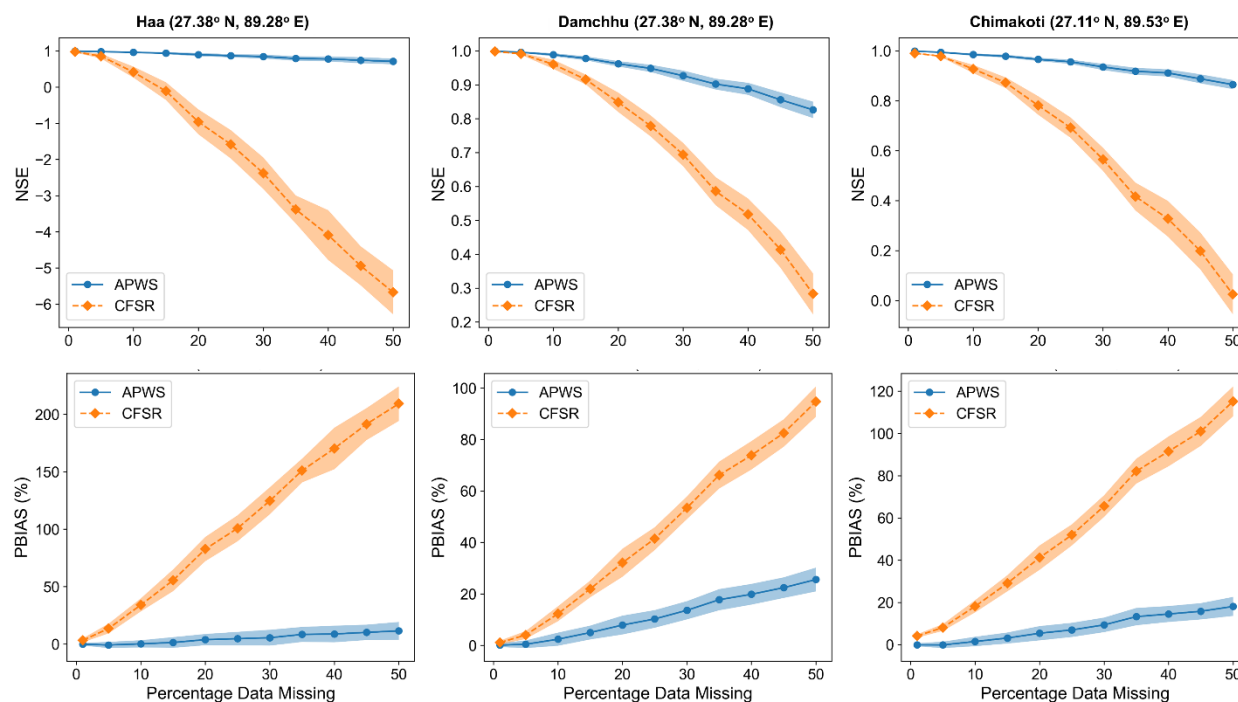 Haa (27.38° N, 89.28° E)
1
0
−1
−2
−3
−4
−5
−6
NSE
APWS
CFSR
0 10 20 30 40 50
Damchhu (27.38° N, 89.28° E)
1.0
0.9
0.8
0.7
0.6
0.5
0.4
0.3
0.2
NSE
APWS
CFSR
0 10 20 30 40 50
Chimakoti (27.11° N, 89.53° E)
1.0
0.8
0.6
0.4
0.2
0.0
NSE
APWS
CFSR
0 10 20 30 40 50
200
150
100
50
0
PBIAS (%)
APWS
CFSR
0 10 20 30 40 50
Percentage Data Missing
100
80
60
40
20
0
PBIAS (%)
APWS
CFSR
0 10 20 30 40 50
Percentage Data Missing
120
100
80
60
40
20
0
PBIAS (%)
APWS
CFSR
0 10 20 30 40 50
Percentage Data Missing